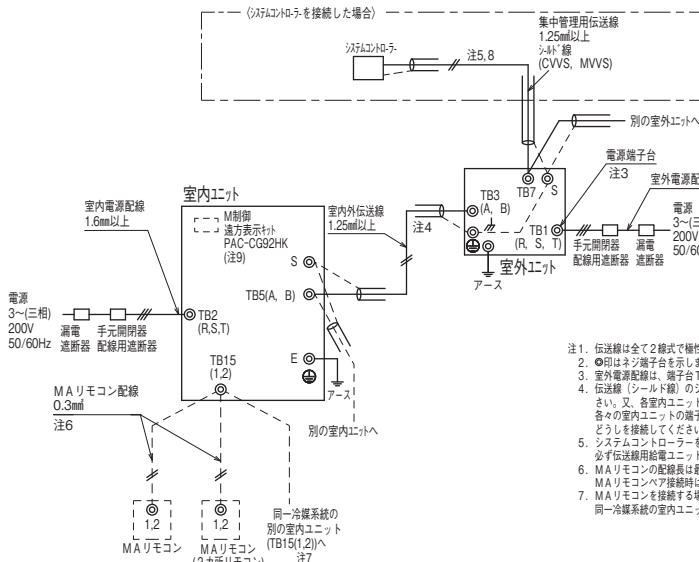 〈システムコントローラーを接続した場合〉
システムコントローラー
注5,8
集中管理用伝送線
1.25㎟以上
シールド線
(CVVS, MVVS)
別の室外ユニットへ
電源端子台
注3
室外電源配
TB3
(A, B)
TB7
S
TB1
(R, S, T)
手元開閉器
配線用遮断器
漏電
遮断器
電源
3~(三
200V
50/60
室外ユニット
アース
室内ユニット
M制御
遠方表示キット
PAC-CG92HK
(注9)
室内電源配線
1.6mm以上
室内外伝送線
1.25㎟以上
注4
S
TB5(A, B)
電源
3~(三相)
200V
50/60Hz
漏電
遮断器
手元開閉器
配線用遮断器
TB2
(R,S,T)
TB15
(1,2)
E
アース
別の室内ユニットへ
MAリモコン配線
0.3㎟
注6
1,2
MAリモコン
1,2
MAリモコン
(2カ所リモコン)
同一冷媒系統の
別の室内ユニット
(TB15(1,2))へ
注7
注1. 伝送線は全て2線式で極性
2. ◎印はネジ端子台を示しま
3. 室外電源配線は、端子台T
4. 伝送線（シールド線）のシ
さい。又、各室内ユニット
各々の室内ユニットの端子
どうしを接続してください
5. システムコントローラーを
必ず伝送線用給電ユニット
6. MAリモコンの配線長は最
MAリモコンペア接続時は
7. MAリモコンを接続する場
同一冷媒系統の室内ユニッ